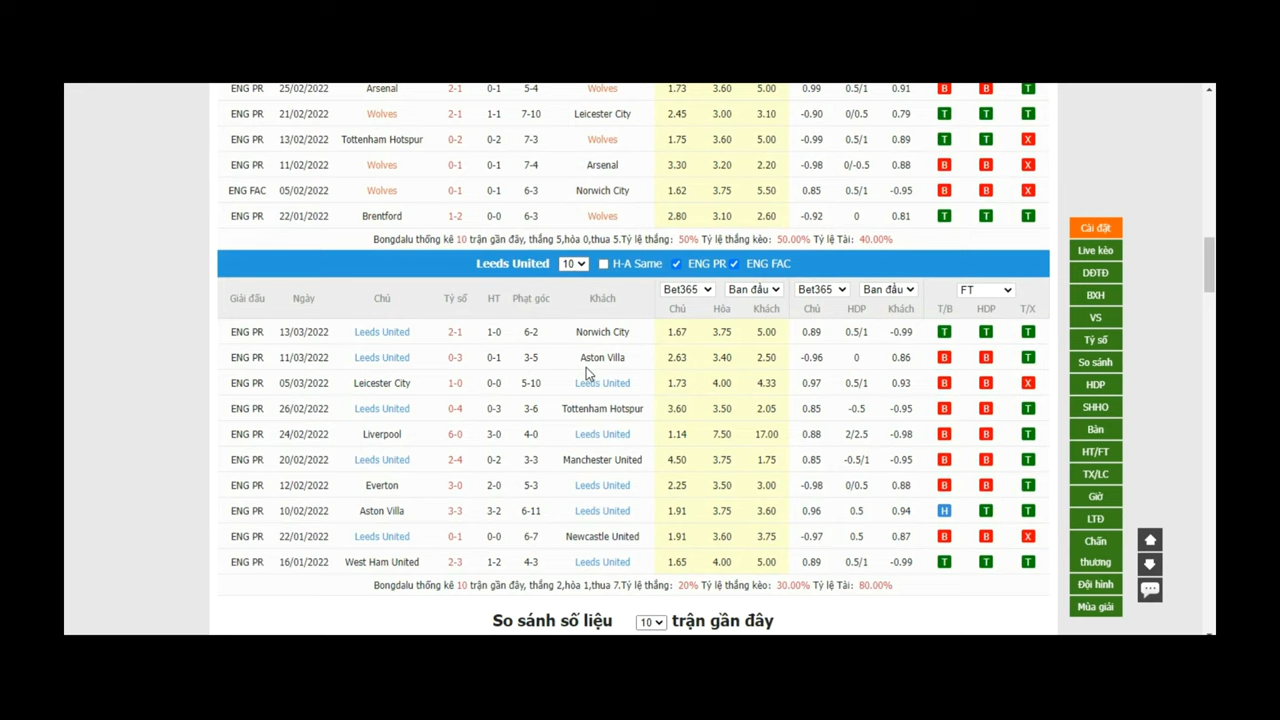 ENG PR 25/02/2022 Arsenal 2-1 0-1 5-4 Wolves 1.73 3.60 5.00 0.99 0.5/1 0.91 B B T
ENG PR 21/02/2022 Wolves 2-1 1-1 7-10 Leicester City 2.45 3.00 3.10 -0.90 0/0.5 0.79 T T T
ENG PR 13/02/2022 Tottenham Hotspur 0-2 0-2 7-3 Wolves 1.75 3.60 5.00 -0.99 0.5/1 0.89 T T X
ENG PR 11/02/2022 Wolves 0-1 0-1 7-4 Arsenal 3.30 3.20 2.20 -0.98 0/-0.5 0.88 B B X
ENG FAC 05/02/2022 Wolves 0-1 0-1 6-3 Norwich City 1.62 3.75 5.50 0.85 0.5/1 -0.95 B B X
ENG PR 22/01/2022 Brentford 1-2 0-0 6-3 Wolves 2.80 3.10 2.60 -0.92 0 0.81 T T T
Bongdalu thống kê 10 trận gần đây, thắng 5,hòa 0,thua 5.Tỷ lệ thắng: 50% Tỷ lệ thắng kèo: 50.00% Tỷ lệ Tài: 40.00%
Leeds United 10 H-A Same ENG PR ENG FAC
Giải đấu Ngày Chủ Tỷ số HT Phạt góc Khách Bet365 Ban đầu Bet365 Ban đầu FT
Chủ Hòa Khách Chủ HDP Khách T/B HDP T/X
ENG PR 13/03/2022 Leeds United 2-1 1-0 6-2 Norwich City 1.67 3.75 5.00 0.89 0.5/1 -0.99 T T T
ENG PR 11/03/2022 Leeds United 0-3 0-1 3-5 Aston Villa 2.63 3.40 2.50 -0.96 0 0.86 B B T
ENG PR 05/03/2022 Leicester City 1-0 0-0 5-10 Leeds United 1.73 4.00 4.33 0.97 0.5/1 0.93 B B X
ENG PR 26/02/2022 Leeds United 0-4 0-3 3-6 Tottenham Hotspur 3.60 3.50 2.05 0.85 -0.5 -0.95 B B T
ENG PR 24/02/2022 Liverpool 6-0 3-0 4-0 Leeds United 1.14 7.50 17.00 0.88 2/2.5 -0.98 B B T
ENG PR 20/02/2022 Leeds United 2-4 0-2 3-3 Manchester United 4.50 3.75 1.75 0.85 -0.5/1 -0.95 B B T
ENG PR 12/02/2022 Everton 3-0 2-0 5-3 Leeds United 2.25 3.50 3.00 -0.98 0/0.5 0.88 B B T
ENG PR 10/02/2022 Aston Villa 3-3 3-2 6-11 Leeds United 1.91 3.75 3.60 0.96 0.5 0.94 H T T
ENG PR 22/01/2022 Leeds United 0-1 0-0 6-7 Newcastle United 1.91 3.60 3.75 -0.97 0.5 0.87 B B X
ENG PR 16/01/2022 West Ham United 2-3 1-2 4-3 Leeds United 1.65 4.00 5.00 0.89 0.5/1 -0.99 T T T
Bongdalu thống kê 10 trận gần đây, thắng 2,hòa 1,thua 7.Tỷ lệ thắng: 20% Tỷ lệ thắng kèo: 30.00% Tỷ lệ Tài: 80.00%
So sánh số liệu 10 trận gần đây
Cài đặt
Live kèo
DĐTĐ
BXH
VS
Tỷ số
So sánh
HDP
SHHO
Bàn
HT/FT
TX/LC
Giờ
LTĐ
Chấn
thương
Đội hình
Mùa giải